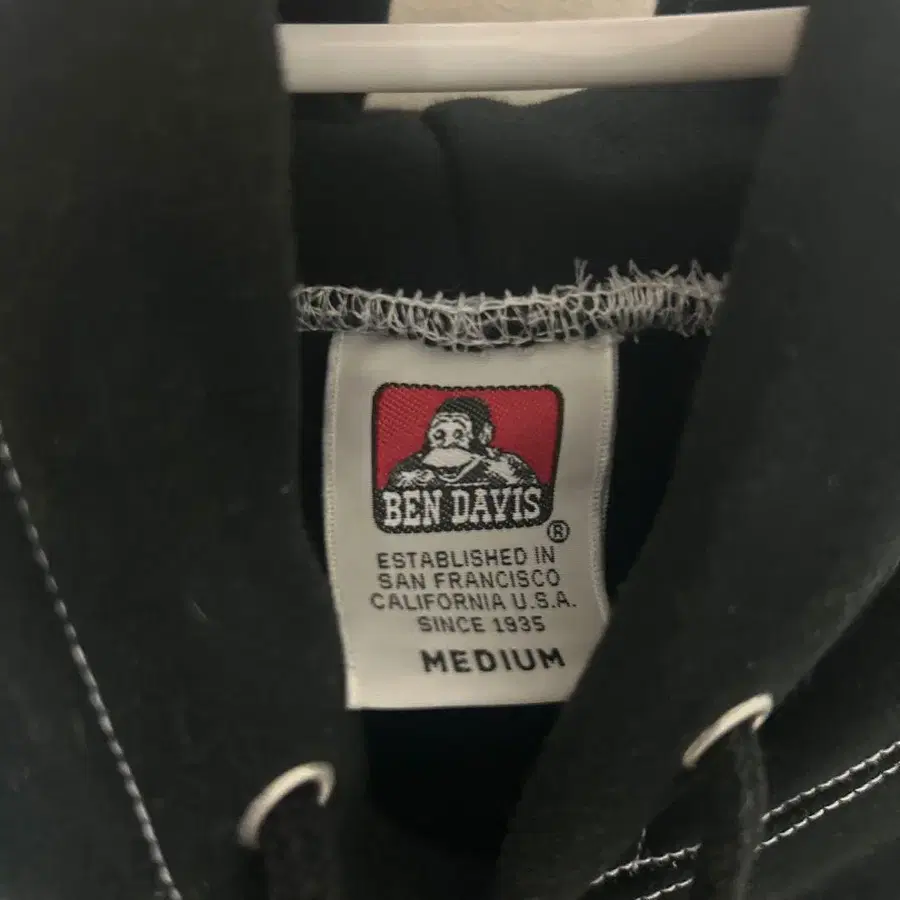 BEN DAVIS
®
ESTABLISHED IN
SAN FRANCISCO
CALIFORNIA U.S.A.
SINCE 1935
MEDIUM